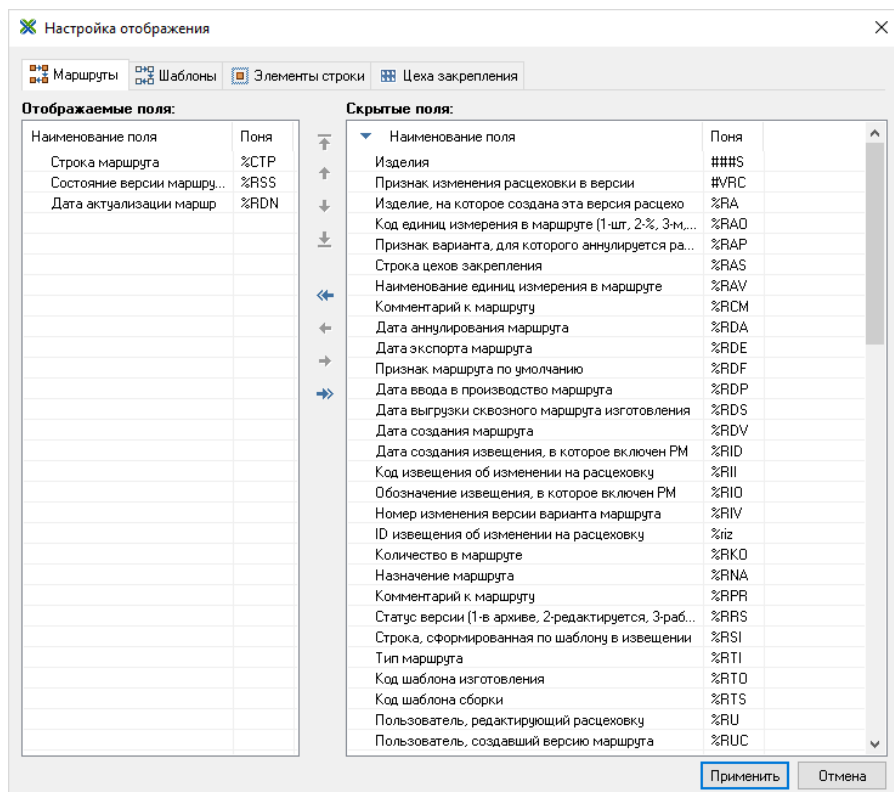 Настройка отображения
Маршруты Шаблоны Элементы строки Цеха закрепления
Отображаемые поля: Скрытые поля:
Наименование поля Поня
Строка маршрута %СТР
Состояние версии маршру... %RSS
Дата актуализации маршр %RDN
Наименование поля Поня
Изделия ###S
Признак изменения расцеховки в версии #VRC
Изделие, на которое создана эта версия расцехо %RA
Код единиц измерения в маршруте (1-шт, 2-%, 3-м,... %RAO
Признак варианта, для которого аннулируется ра... %RAP
Строка цехов закрепления %RAS
Наименование единиц измерения в маршруте %RAV
Комментарий к маршруту %RCM
Дата аннулирования маршрута %RDA
Дата экспорта маршрута %RDE
Признак маршрута по умолчанию %RDF
Дата ввода в производство маршрута %RDP
Дата выгрузки сквозного маршрута изготовления %RDS
Дата создания маршрута %RDV
Дата создания извещения, в которое включен РМ %RID
Код извещения об изменении на расцеховку %RII
Обозначение извещения, в которое включен РМ %RIO
Номер изменения версии варианта маршрута %RIV
ID извещения об изменении на расцеховку %riz
Количество в маршруте %RKO
Назначение маршрута %RNA
Комментарий к маршруту %RPR
Статус версии (1-в архиве, 2-редактируется, 3-раб... %RRS
Строка, сформированная по шаблону в извещении %RSI
Тип маршрута %RTI
Код шаблона изготовления %RTO
Код шаблона сборки %RTS
Пользователь, редактирующий расцеховку %RU
Пользователь, создавший версию маршрута %RUC
Применить Отмена